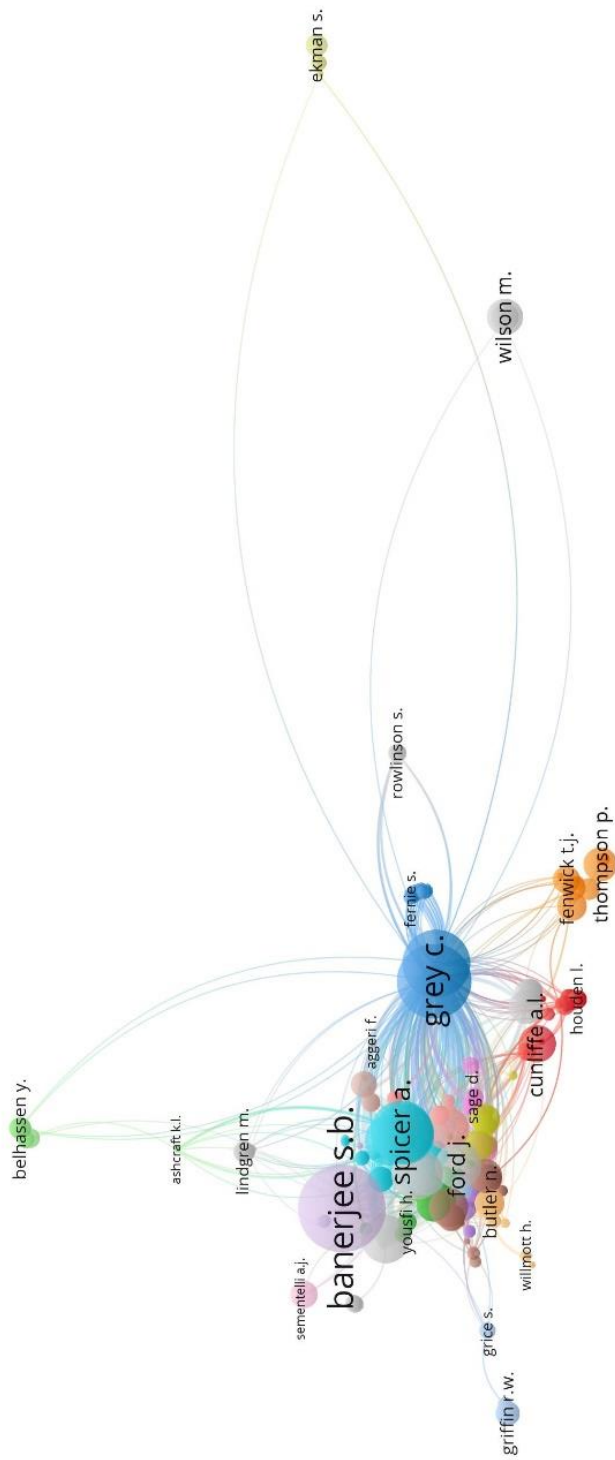 ekman s.
wilson m.
rowlinson s.
fernie s.
thompson p.
fenwick t.j.
grey c.
houden l.
cunliffe a.l.
aggeri f.
sage d.
spicer a.
ford j.
banerjee s.b.
yousfi h.
butler n.
willmott h.
belhassen y.
ashcraft k.l.
lindgren m.
sementelli a.j.
grice s.
griffin r.w.